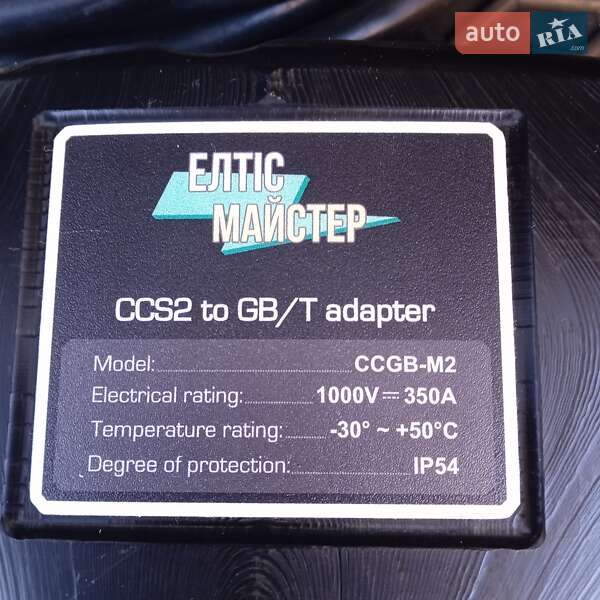 auto RIA .com
ЕЛТІС
МАЙСТЕР
CCS2 to GB/T adapter
Model: CCGB-M2
Electrical rating: 1000V⎓350A
Temperature rating: -30° ~ +50°C
Degree of protection: IP54